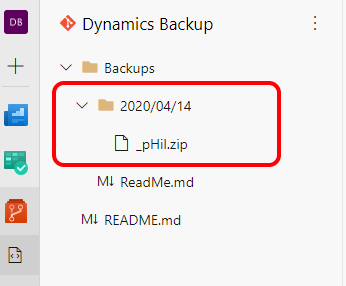 DB
Dynamics Backup
Backups
2020/04/14
_pHil.zip
M↓ ReadMe.md
M↓ README.md